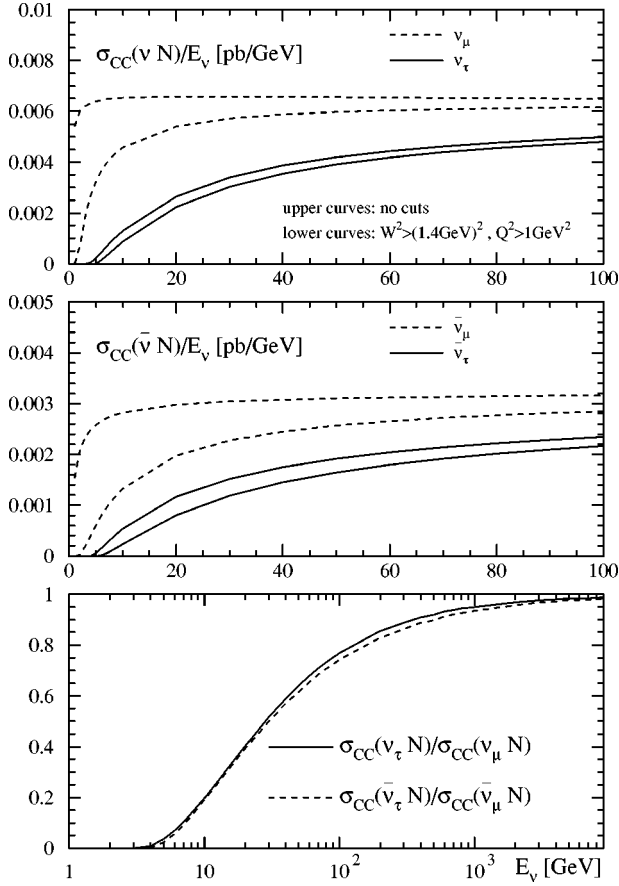 0.01
0.008
0.006
0.004
0.002
0
σCC(ν N)/Eν [pb/GeV]
νμ
ντ
upper curves: no cuts
lower curves: W²>(1.4GeV)² , Q²>1GeV²
0 20 40 60 80 100
0.005
0.004
0.003
0.002
0.001
0
σCC(ν̄ N)/Eν [pb/GeV]
ν̄μ
ν̄τ
0 20 40 60 80 100
1
0.8
0.6
0.4
0.2
0
σCC(ντ N)/σCC(νμ N)
σCC(ν̄τ N)/σCC(ν̄μ N)
1 10 10² 10³ Eν [GeV]